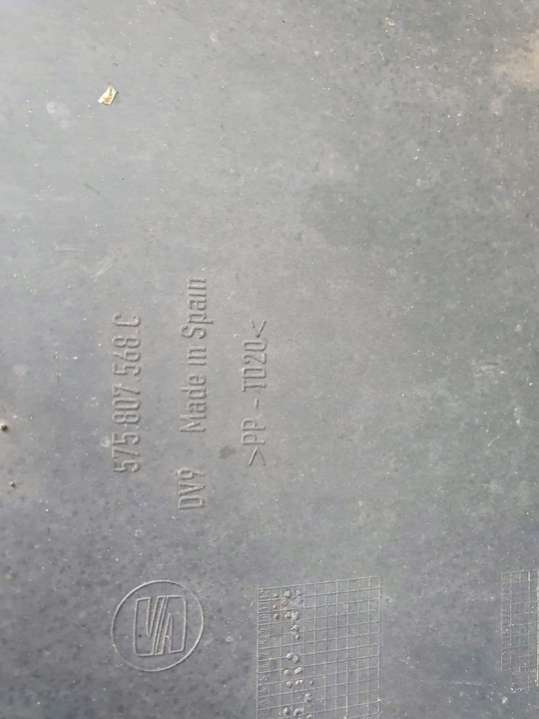 575.807.568 C
DV9 Made in Spain
>PP - TD20<